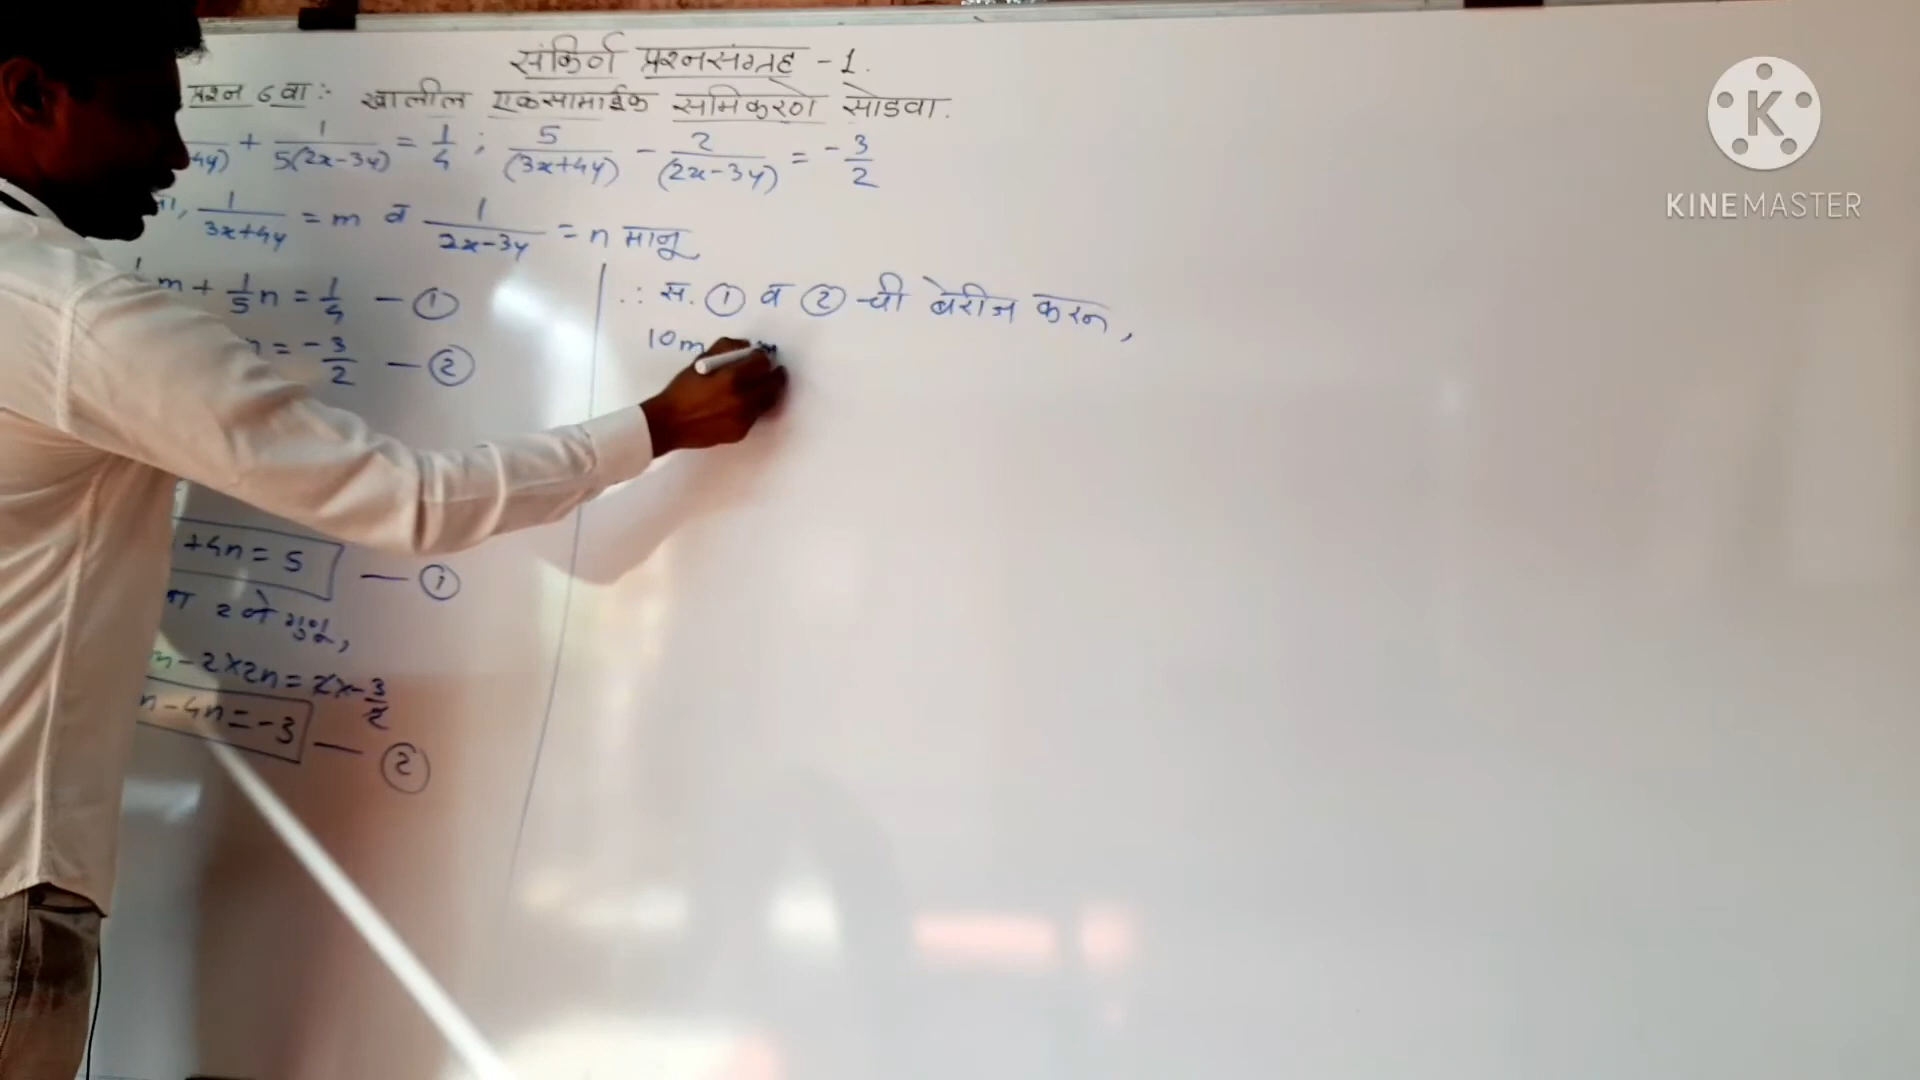 संकिर्ण प्रश्नसंग्रह - 1.
प्रश्न 6 वा :- खालील एकसामाईक समिकरणे सोडवा.
4y) + 1/5(2x-3y) = 1/4 ; 5/(3x+4y) - 2/(2x-3y) = -3/2
1/3x+4y = m व 1/2x-3y = n मानू
m + 1/5 n = 1/4 - ①
n = -3/2 - ②
+4n = 5 - ①
2 ने गुणू,
m - 2×2n = 2×-3/2
n - 4n = -3 - ②
∴ स. ① व ② ची बेरीज करुन,
10m
K
KINEMASTER